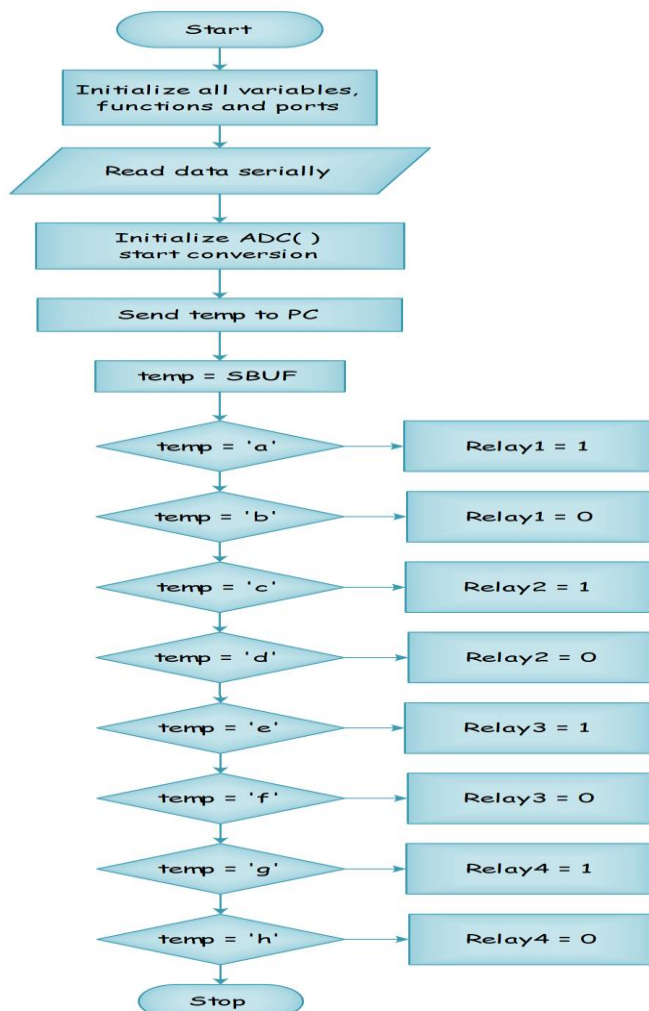 Start
Initialize all variables,
functions and ports
Read data serially
Initialize ADC( )
start conversion
Send temp to PC
temp = SBUF
temp = 'a'
Relay1 = 1
temp = 'b'
Relay1 = 0
temp = 'c'
Relay2 = 1
temp = 'd'
Relay2 = 0
temp = 'e'
Relay3 = 1
temp = 'f'
Relay3 = 0
temp = 'g'
Relay4 = 1
temp = 'h'
Relay4 = 0
Stop